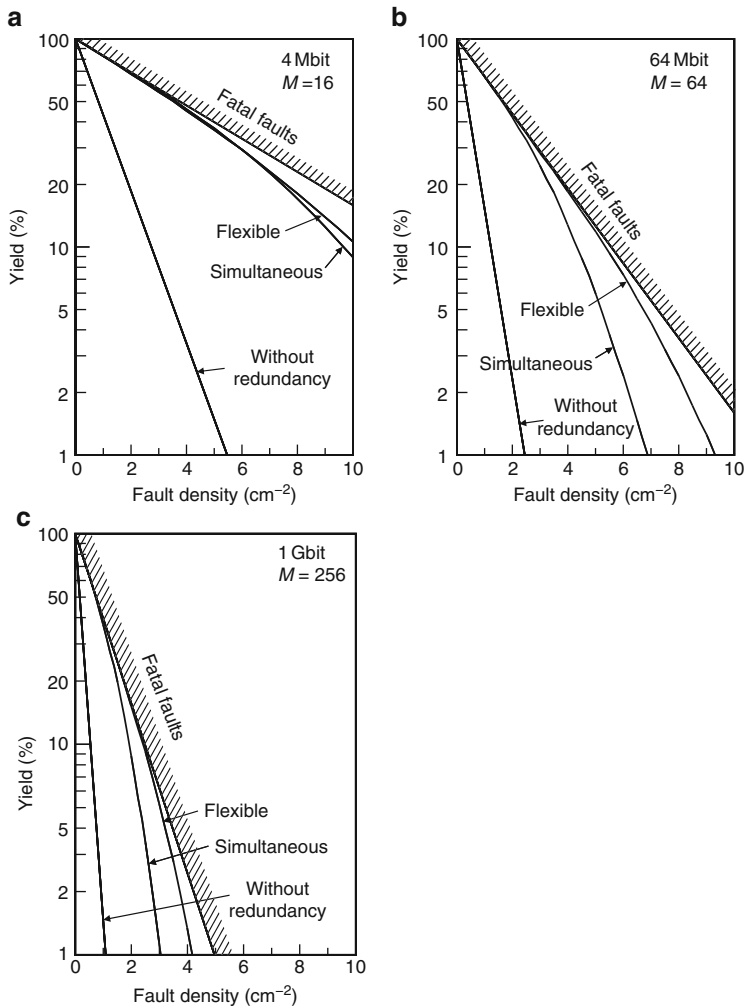 a
100
50
20
10
5
2
1
Yield (%)
4 Mbit
M =16
Fatal faults
Flexible
Simultaneous
Without
redundancy
0 2 4 6 8 10
Fault density (cm⁻²)
b
100
50
20
10
5
2
1
Yield (%)
64 Mbit
M = 64
Fatal faults
Flexible
Simultaneous
Without
redundancy
0 2 4 6 8 10
Fault density (cm⁻²)
c
100
50
20
10
5
2
1
Yield (%)
1 Gbit
M = 256
Fatal faults
Flexible
Simultaneous
Without
redundancy
0 2 4 6 8 10
Fault density (cm⁻²)